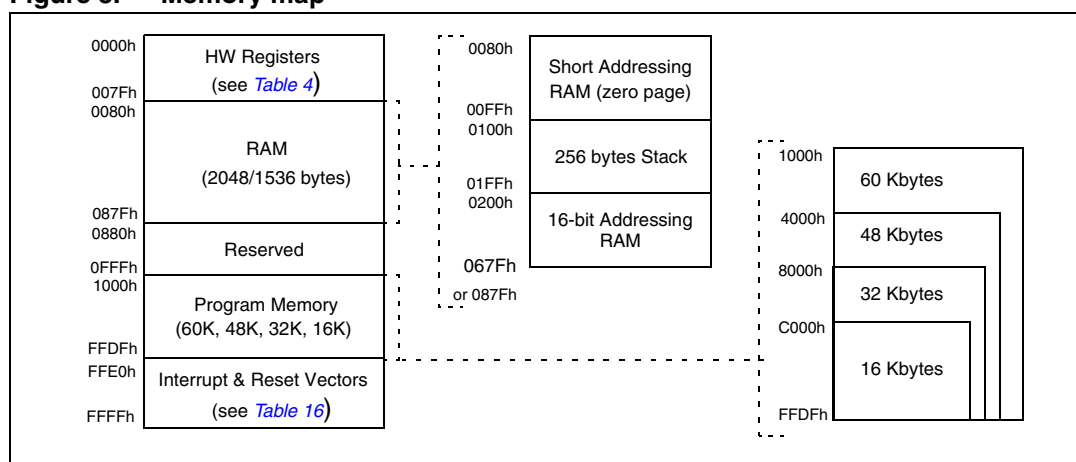 Figure 8. Memory map
0000h
HW Registers
(see Table 4)
007Fh
0080h
RAM
(2048/1536 bytes)
087Fh
0880h
Reserved
0FFFh
1000h
Program Memory
(60K, 48K, 32K, 16K)
FFDFh
FFE0h
Interrupt & Reset Vectors
(see Table 16)
FFFFh
0080h
Short Addressing
RAM (zero page)
00FFh
0100h
256 bytes Stack
01FFh
0200h
16-bit Addressing
RAM
067Fh
or 087Fh
1000h
60 Kbytes
4000h
48 Kbytes
8000h
32 Kbytes
C000h
16 Kbytes
FFDFh